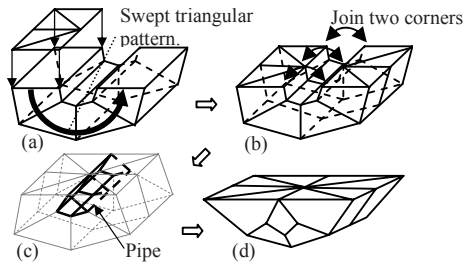 Swept triangular
pattern.
Join two corners
(a)
(b)
(c)
Pipe
(d)